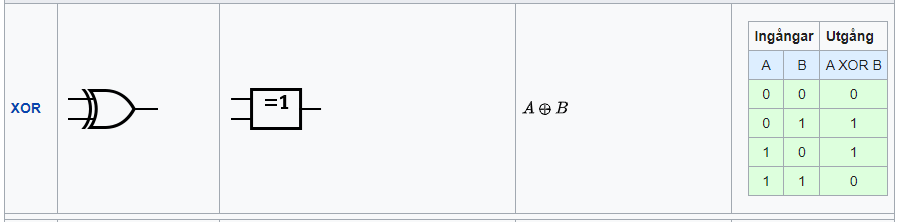 XOR
=1
A ⊕ B
Ingångar Utgång
A B A XOR B
0 0 0
0 1 1
1 0 1
1 1 0